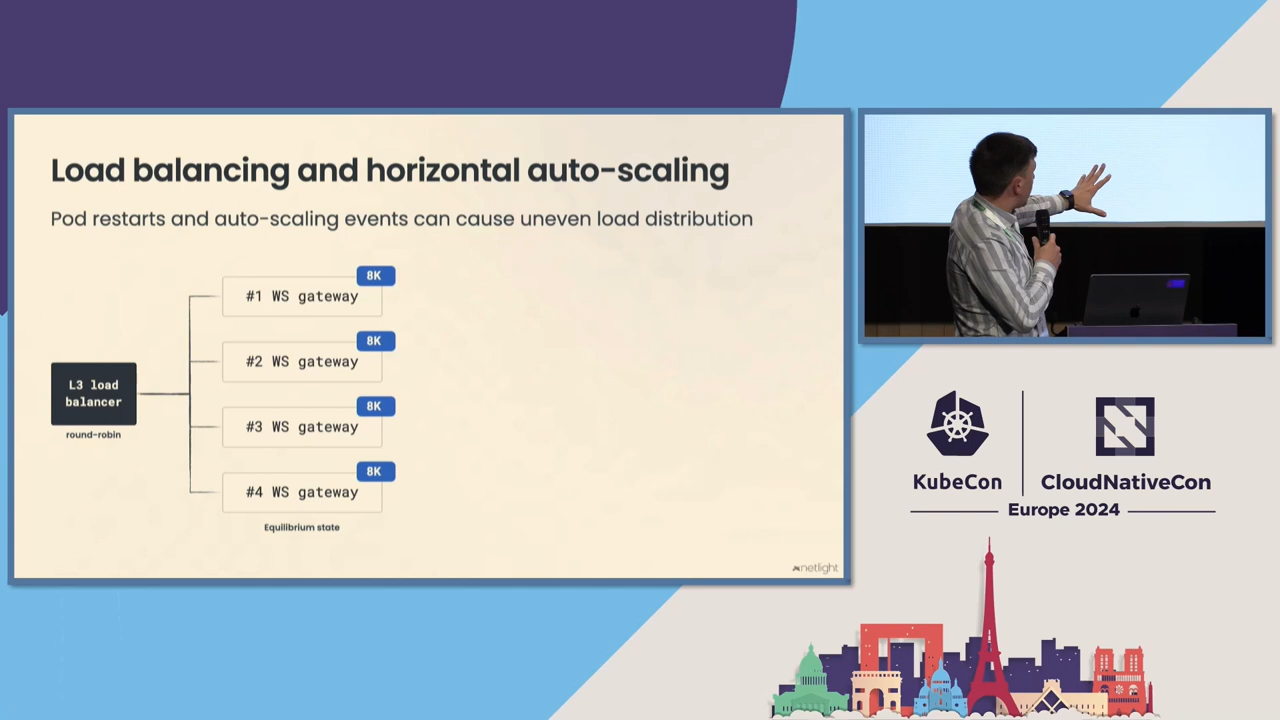 Load balancing and horizontal auto-scaling
Pod restarts and auto-scaling events can cause uneven load distribution
L3 load
balancer
round-robin
8K
#1 WS gateway
8K
#2 WS gateway
8K
#3 WS gateway
8K
#4 WS gateway
Equilibrium state
netlight
KubeCon
CloudNativeCon
Europe 2024